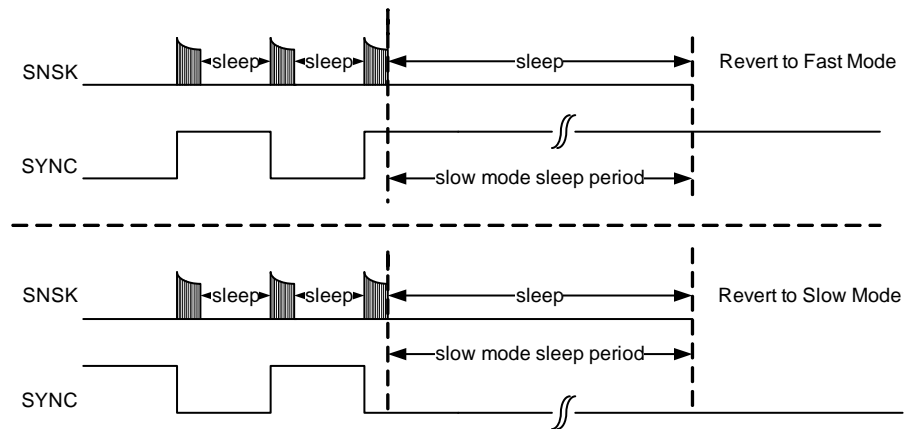 SNSK
sleep
sleep
sleep
Revert to Fast Mode
SYNC
slow mode sleep period
SNSK
sleep
sleep
sleep
Revert to Slow Mode
slow mode sleep period
SYNC